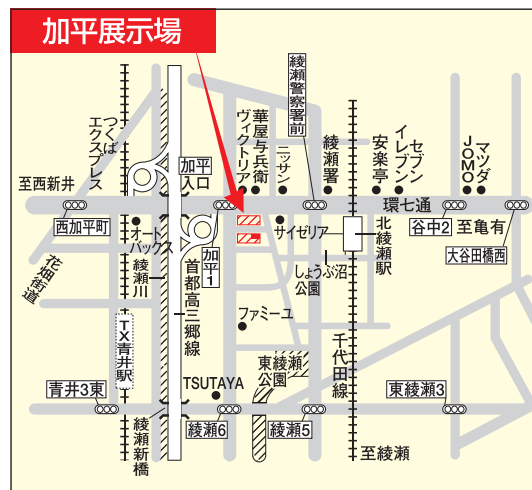 加平展示場
綾瀬警察署前
つくば
エクスプレス
華屋与兵衛
ヴィクトリア
ニッサン
綾瀬署
安楽亭
セブン
イレブン
JOMO
マツダ
加平
入口
至西新井
環七通
西加平町
オート
バックス
加平1
サイゼリア
しょうぶ沼
公園
北綾瀬駅
谷中2
至亀有
大谷田橋西
花畑街道
綾瀬川
首都高三郷線
ファミーユ
TX青井駅
東綾瀬
公園
千代田線
青井3東
TSUTAYA
東綾瀬3
綾瀬新橋
綾瀬6
綾瀬5
至綾瀬